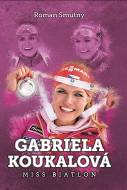 Roman Smutný
GABRIELA
KOUKALOVÁ
MISS BIATLON